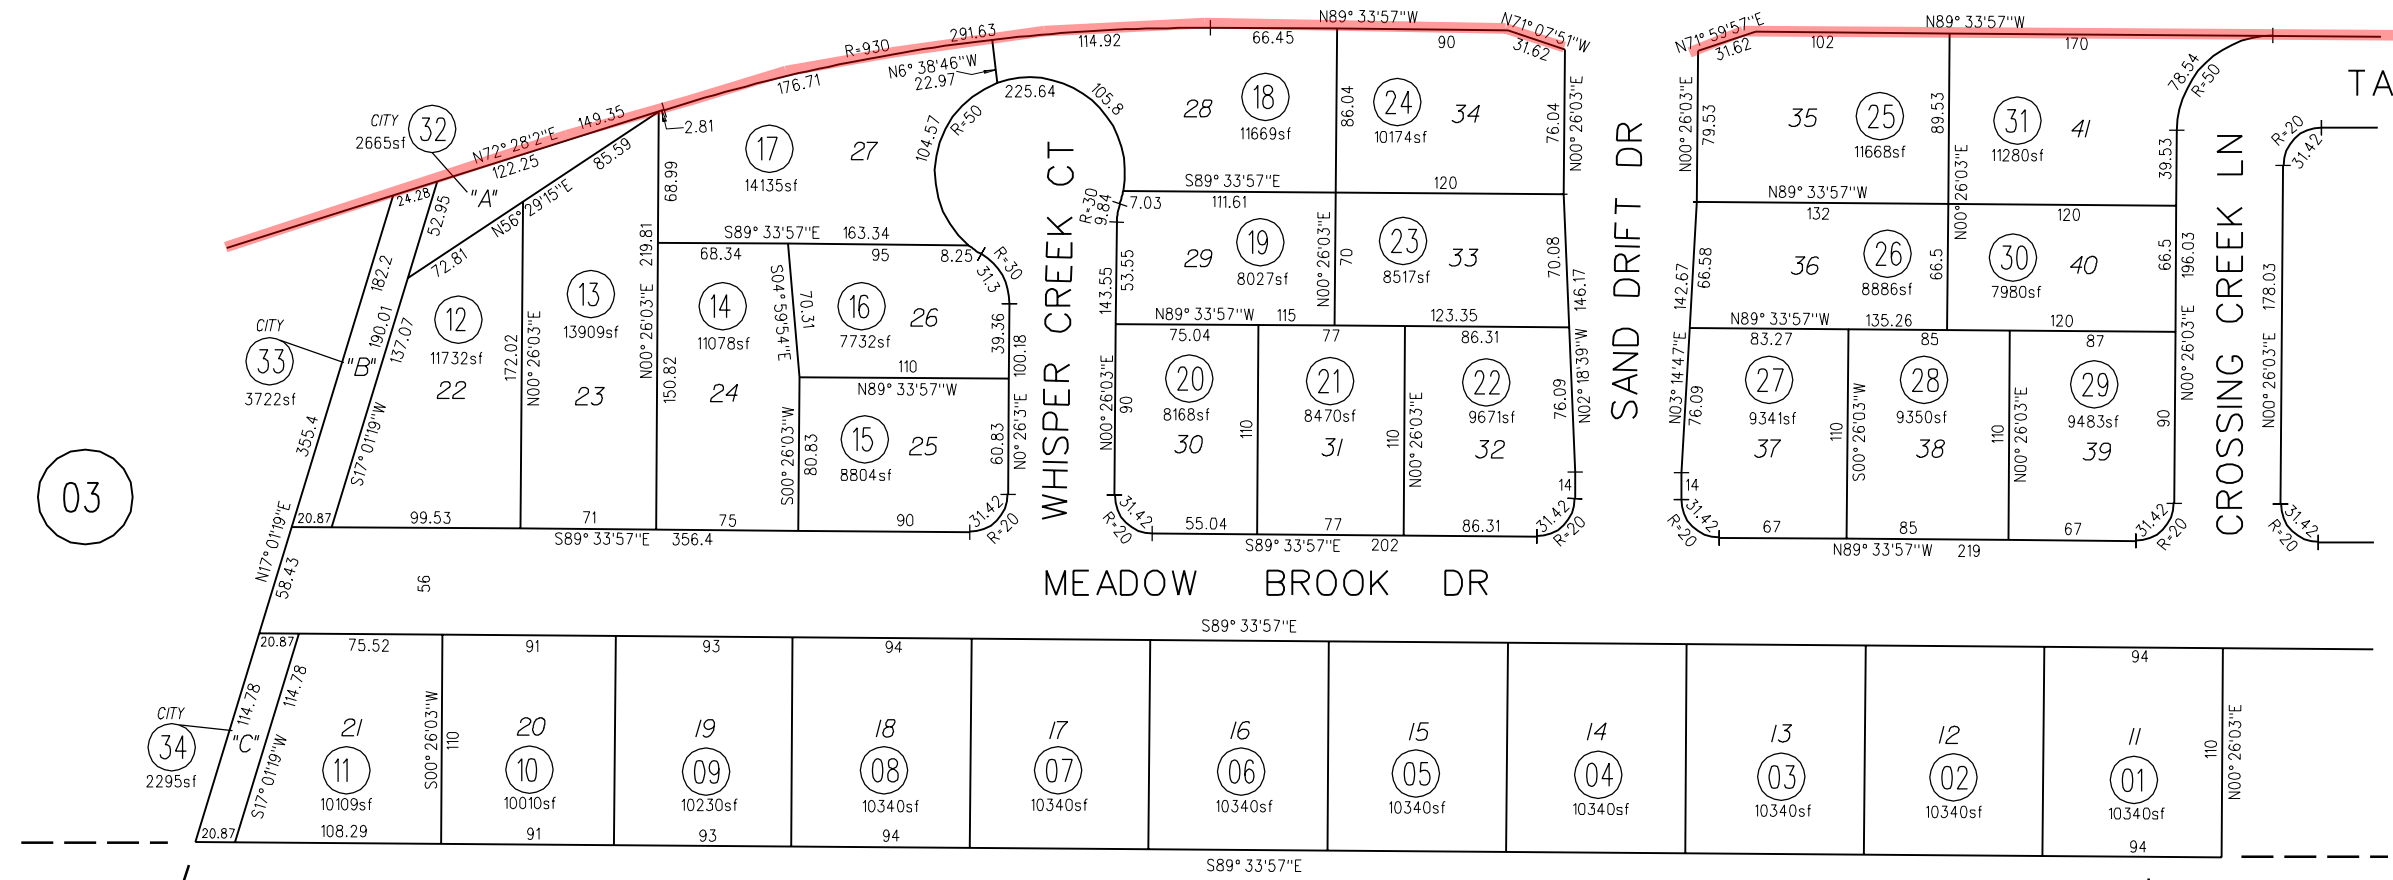 N89° 33'57"W
N71° 07'51"W
31.62
N71° 59'57"E
31.62
N89° 33'57"W
102
170
291.63
R=930
114.92
66.45
90
N6° 38'46"W
22.97
176.71
225.64
105.8
R=50
104.57
78.54
R=50
TA
CITY
32
2665sf
149.35
N72° 28'2"E
122.25
85.59
2.81
"A"
24.28
52.95
N56° 29'15"E
72.81
68.99
17
14135sf
27
28
18
11669sf
86.04
24
10174sf
34
76.04
N00° 26'03"E
SAND DRIFT DR
N00° 26'03"E
79.53
35
25
11668sf
89.53
31
11280sf
41
39.53
R=20
31.42
WHISPER CREEK CT
CROSSING CREEK LN
S89° 33'57"E
111.61
120
N89° 33'57"W
132
120
N00° 26'03"E
R=30
9.84
7.03
S89° 33'57"E
163.34
68.34
95
8.25
R=30
31.3
219.81
N00° 26'03"E
150.82
S04° 59'54"E
70.31
182.2
190.01
137.07
CITY
33
3722sf
"B"
12
11732sf
22
172.02
N00° 26'03"E
13
13909sf
23
14
11078sf
24
16
7732sf
26
39.36
100.18
110
N89° 33'57"W
N0° 26'3"E
60.83
S00° 26'03"W
80.83
15
8804sf
25
29
19
8027sf
N00° 26'03"E
70
23
8517sf
33
70.08
146.17
143.55
53.55
N89° 33'57"W
115
123.35
75.04
77
86.31
N00° 26'03"E
90
20
8168sf
30
110
21
8470sf
31
110
N00° 26'03"E
22
9671sf
32
76.09
N02° 18'39"W
142.67
66.58
36
26
8886sf
66.5
30
7980sf
40
66.5
196.03
178.03
N00° 26'03"E
N89° 33'57"W
135.26
120
83.27
85
87
N03° 14'47"E
76.09
27
9341sf
37
110
S00° 26'03"W
28
9350sf
38
110
N00° 26'03"E
29
9483sf
39
90
N00° 26'03"E
14
14
03
355.4
S17° 01'19"W
N17° 01'19"E
58.43
20.87
99.53
71
75
90
31.42
R=20
S89° 33'57"E
356.4
31.42
R=20
55.04
77
86.31
31.42
R=20
S89° 33'57"E
202
31.42
R=20
67
85
67
31.42
R=20
N89° 33'57"W
219
31.42
R=20
56
MEADOW BROOK DR
S89° 33'57"E
20.87
75.52
91
93
94
94
114.78
114.78
CITY
34
2295sf
"C"
S17° 01'19"W
21
11
10109sf
S00° 26'03"W
110
20
10
10010sf
19
09
10230sf
18
08
10340sf
17
07
10340sf
16
06
10340sf
15
05
10340sf
14
04
10340sf
13
03
10340sf
12
02
10340sf
11
01
10340sf
110
N00° 26'03"E
20.87
108.29
91
93
94
94
S89° 33'57"E